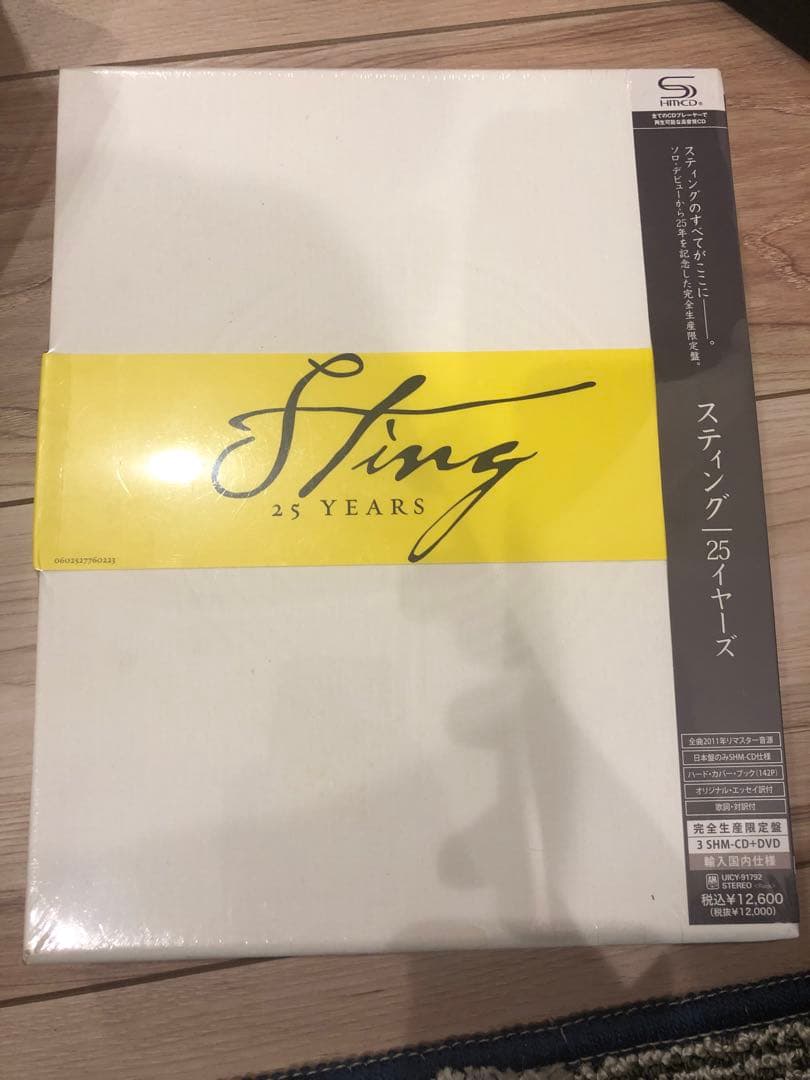 SHMCD®
全てのCDプレーヤーで
再生可能な高音質CD
スティングのすべてがここに───。
ソロ・デビューから25年を記念した完全生産限定盤。
スティング│25イヤーズ
Sting
25 YEARS
0602527760223
全曲2011年リマスター音源
日本盤のみSHM-CD仕様
ハード・カバー・ブック(142P)
オリジナル・エッセイ訳付
歌詞・対訳付
完全生産限定盤
3 SHM-CD+DVD
輸入国内仕様
UICY-91792
STEREO <Rock>
税込¥12,600
(税抜¥12,000)